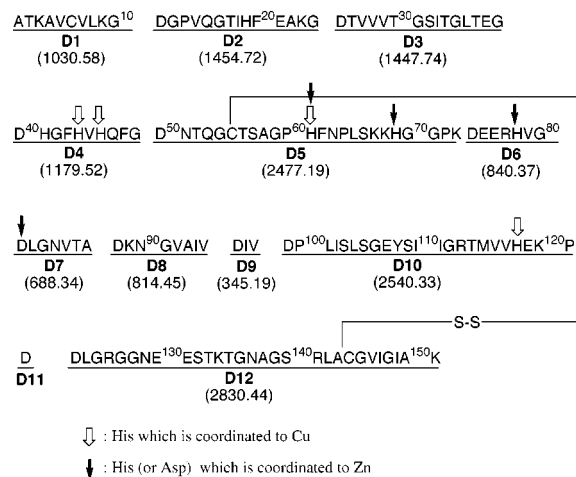 ATKAVCVLKG¹⁰ DGPVQGTIHF²⁰EAKG DTVVVT³⁰GSITGLTEG
D1 D2 D3
(1030.58) (1454.72) (1447.74)
D⁴⁰HGFHVHQFG D⁵⁰NTQGCTSAGP⁶⁰HFNPLSKKHG⁷⁰GPK DEERHVG⁸⁰
D4 D5 D6
(1179.52) (2477.19) (840.37)
DLGNVTA DKN⁹⁰GVAIV DIV DP¹⁰⁰LISLSGEYSI¹¹⁰IGRTMVVHEK¹²⁰P
D7 D8 D9 D10
(688.34) (814.45) (345.19) (2540.33)
S-S
D DLGRGGNE¹³⁰ESTKTGNAGS¹⁴⁰RLACGVIGIA¹⁵⁰K
D11 D12
(2830.44)
: His which is coordinated to Cu
: His (or Asp) which is coordinated to Zn